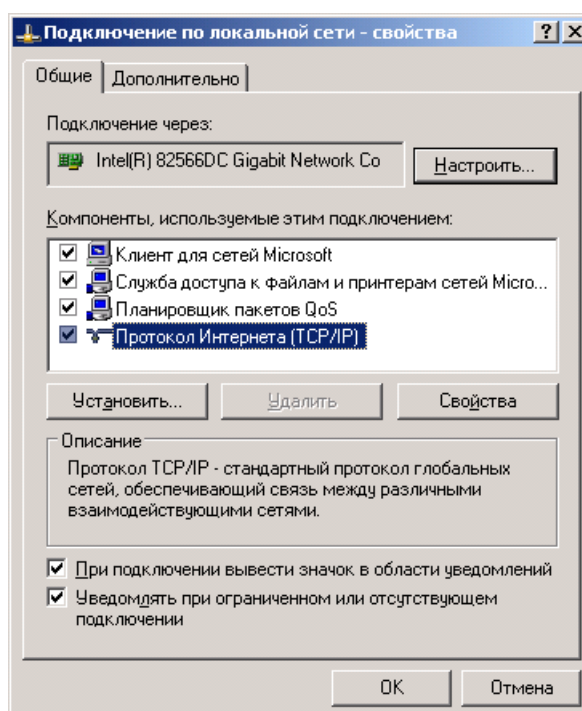 Подключение по локальной сети - свойства
Общие
Дополнительно
Подключение через:
Intel(R) 82566DC Gigabit Network Co
Настроить...
Компоненты, используемые этим подключением:
Клиент для сетей Microsoft
Служба доступа к файлам и принтерам сетей Micro...
Планировщик пакетов QoS
Протокол Интернета (TCP/IP)
Установить...
Удалить
Свойства
Описание
Протокол TCP/IP - стандартный протокол глобальных
сетей, обеспечивающий связь между различными
взаимодействующими сетями.
При подключении вывести значок в области уведомлений
Уведомлять при ограниченном или отсутствующем
подключении
OK
Отмена